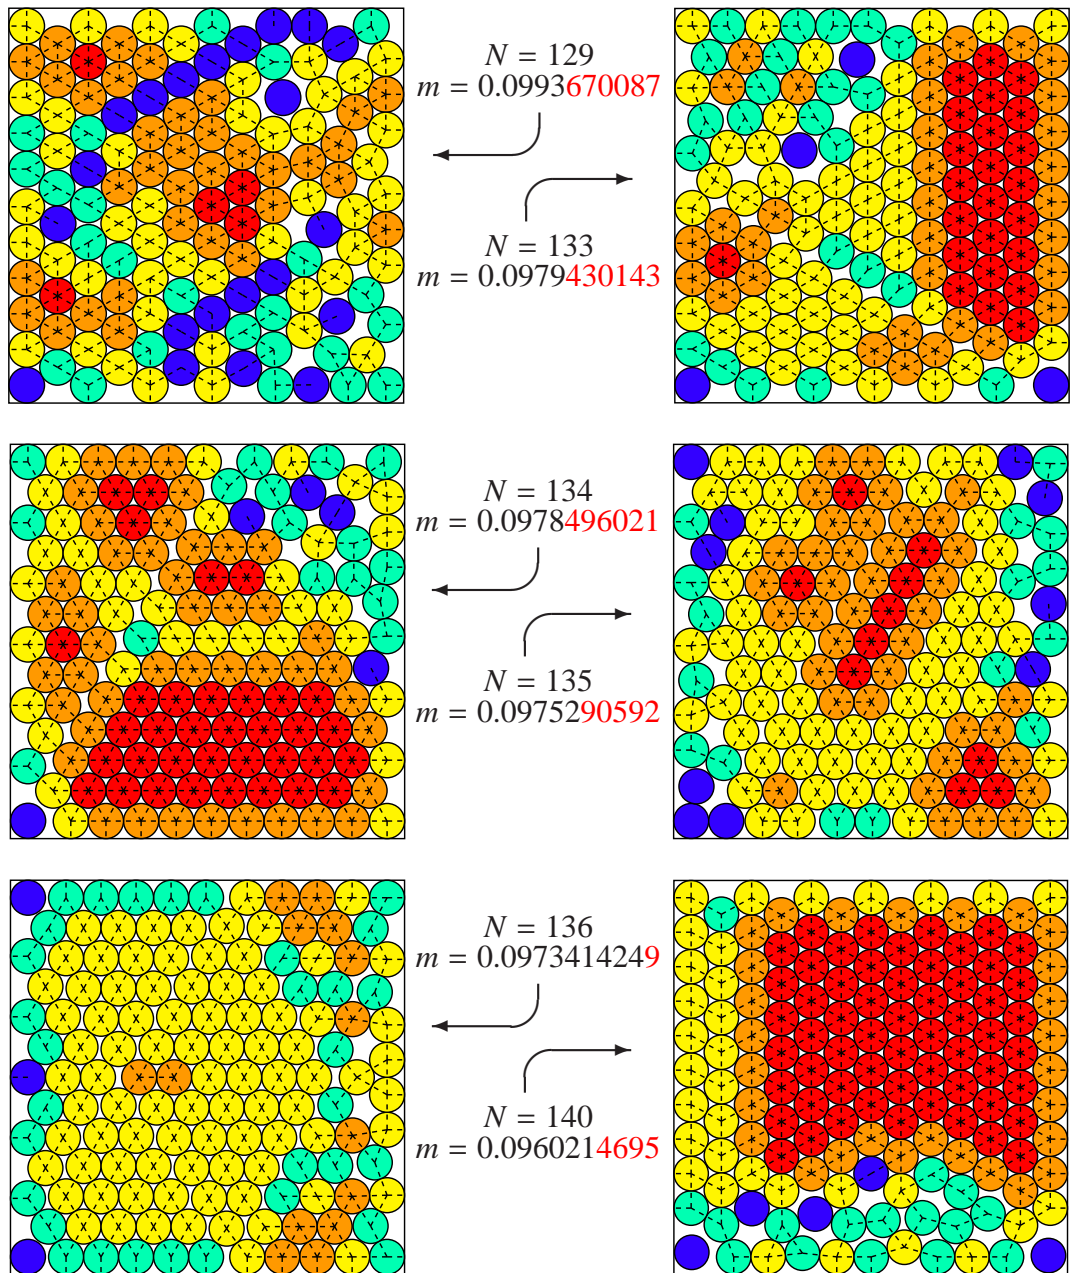 N = 129
m = 0.0993670087
N = 133
m = 0.0979430143
N = 134
m = 0.0978496021
N = 135
m = 0.0975290592
N = 136
m = 0.0973414249
N = 140
m = 0.0960214695